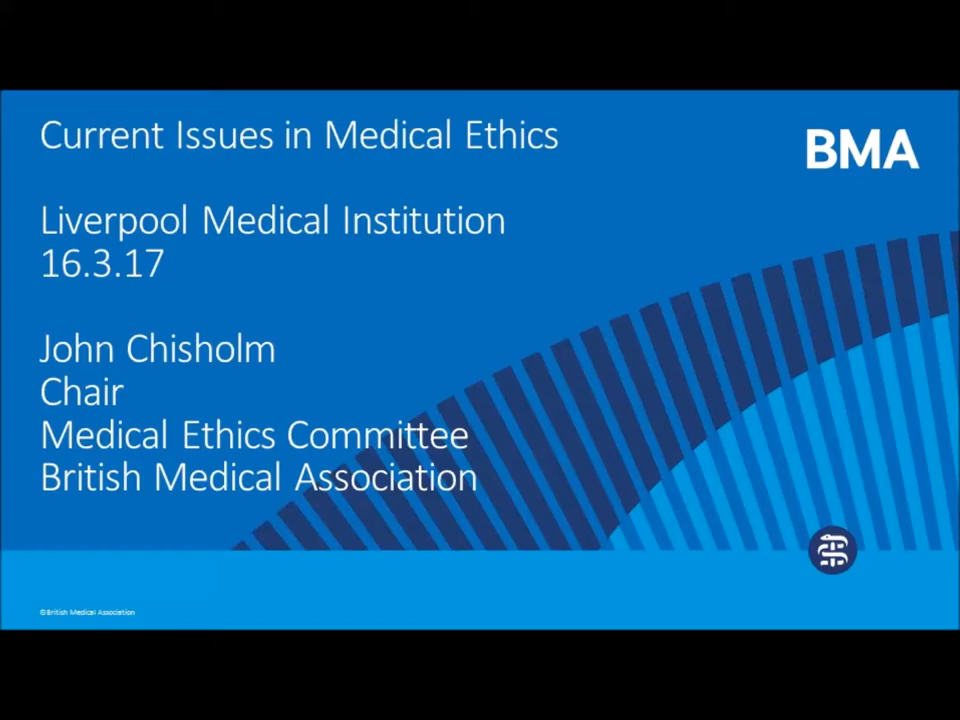 Current Issues in Medical Ethics
BMA
Liverpool Medical Institution
16.3.17
John Chisholm
Chair
Medical Ethics Committee
British Medical Association
©British Medical Association